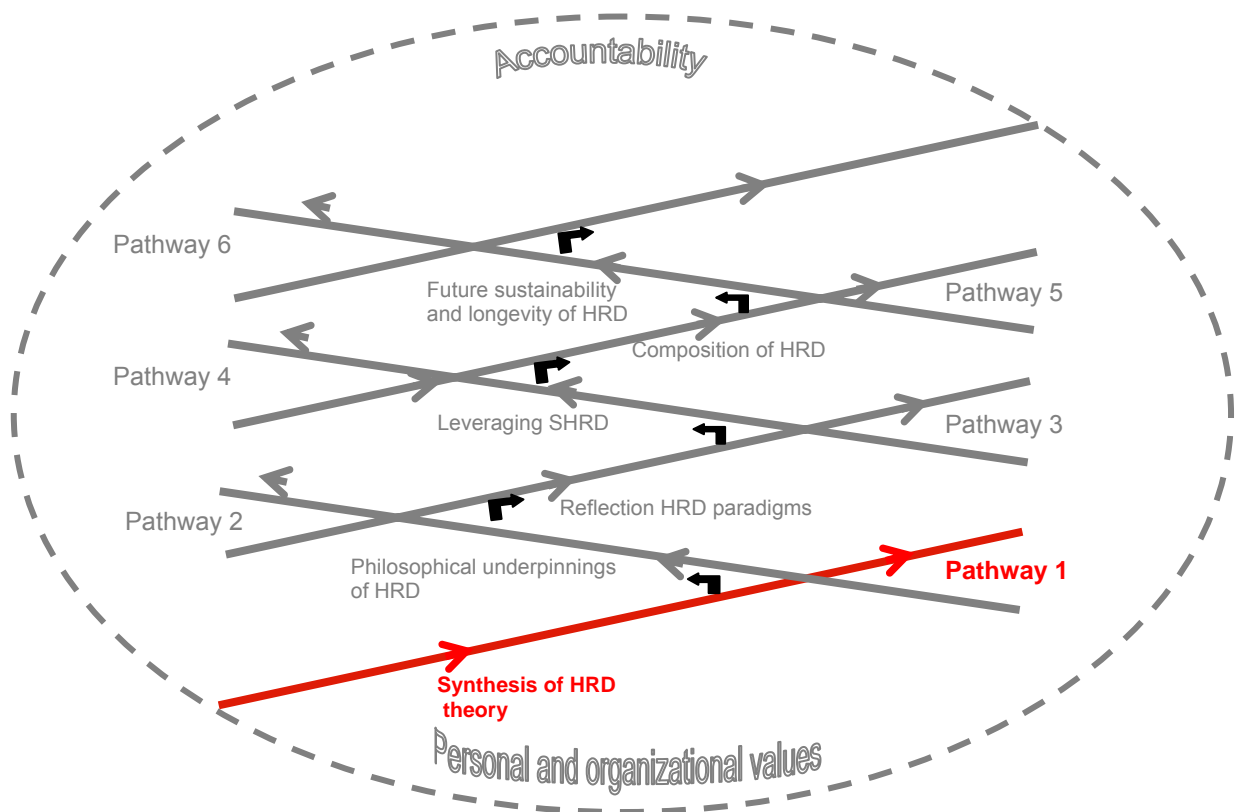 Accountability
Pathway 6
Future sustainability
and longevity of HRD
Pathway 5
Composition of HRD
Pathway 4
Leveraging SHRD
Pathway 3
Reflection HRD paradigms
Pathway 2
Philosophical underpinnings
of HRD
Pathway 1
Synthesis of HRD
theory
Personal and organizational values